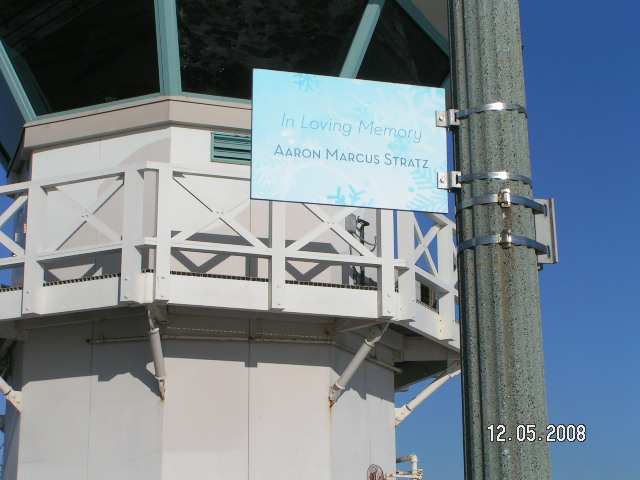 In Loving Memory
AARON MARCUS STRATZ
12.05.2008